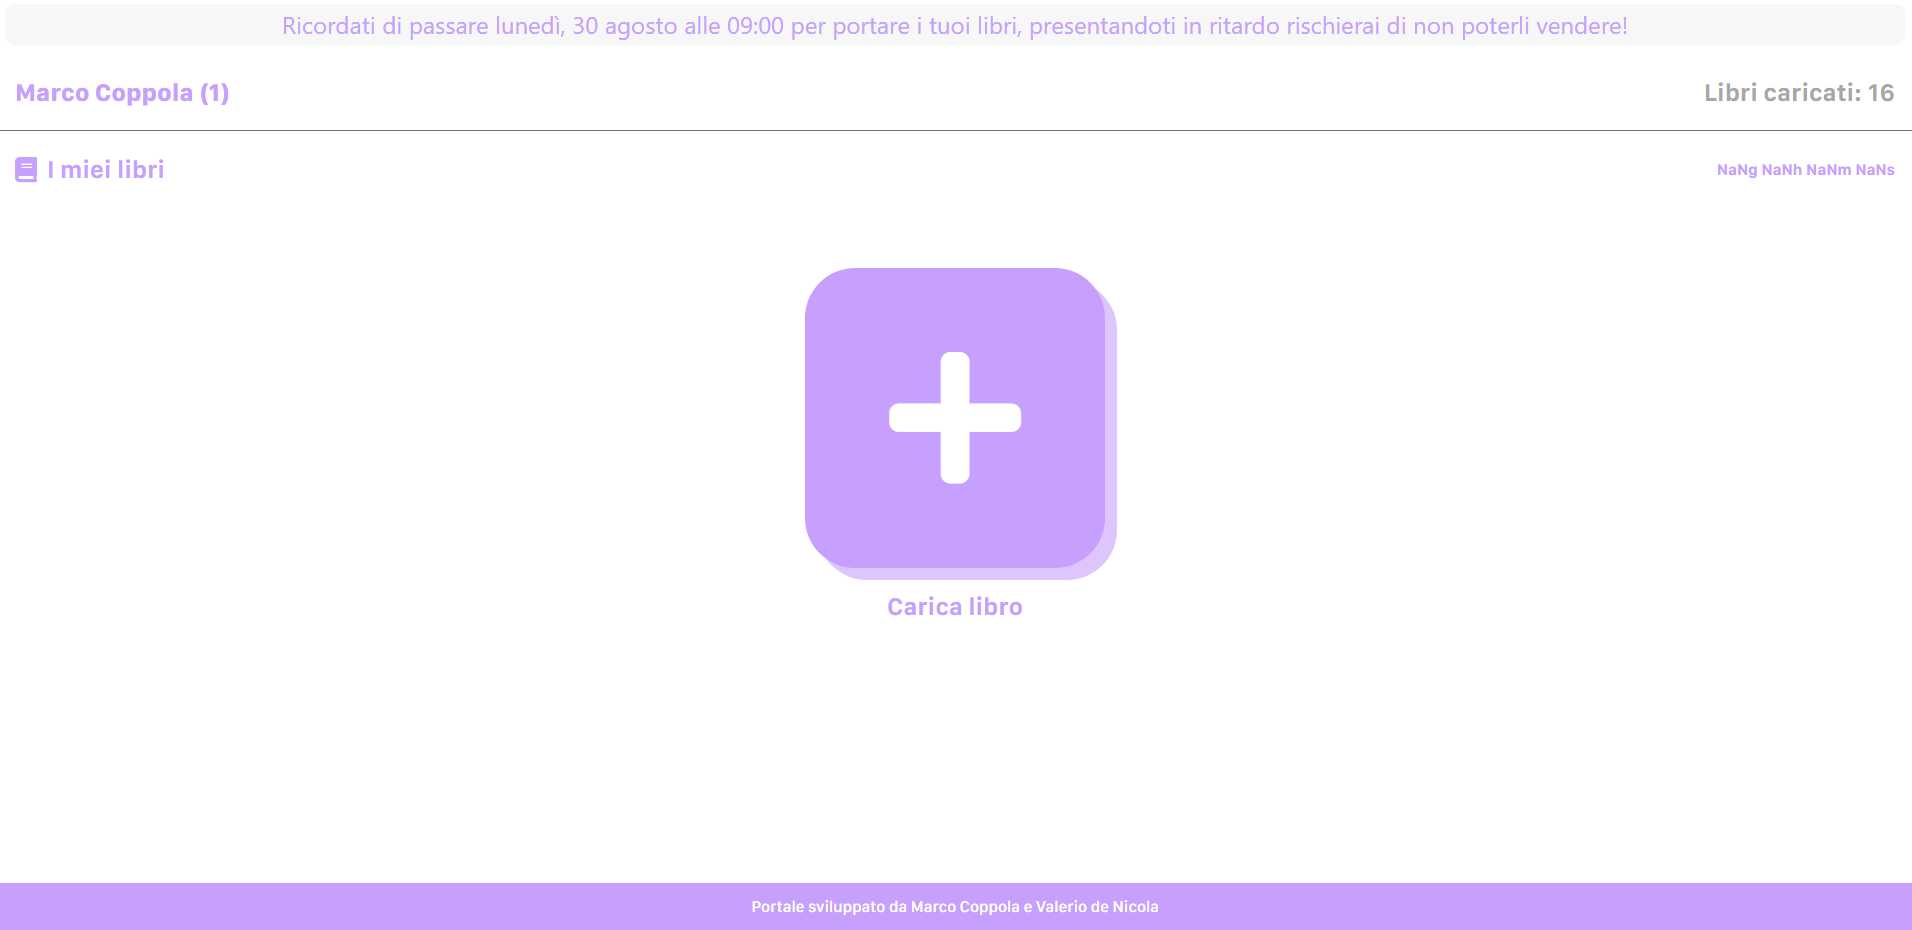 Ricordati di passare lunedì, 30 agosto alle 09:00 per portare i tuoi libri, presentandoti in ritardo rischierai di non poterli vendere!
Marco Coppola (1)
Libri caricati: 16
I miei libri
NaNg NaNh NaNm NaNs
Carica libro
Portale sviluppato da Marco Coppola e Valerio de Nicola